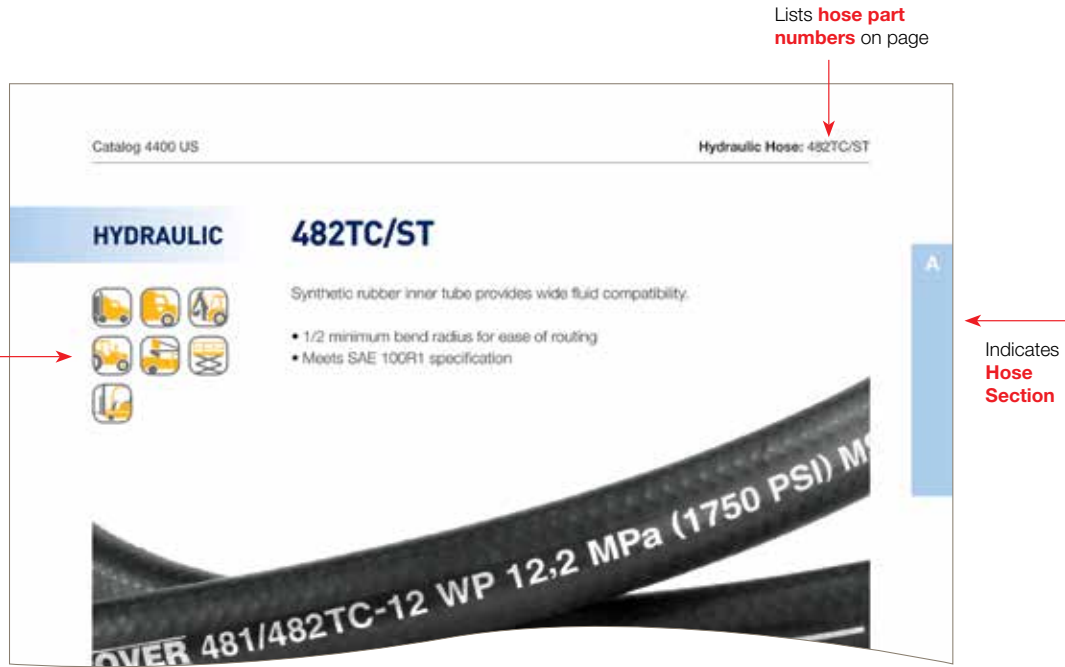 Lists hose part
numbers on page
Catalog 4400 US
Hydraulic Hose: 482TC/ST
HYDRAULIC
482TC/ST
A
Synthetic rubber inner tube provides wide fluid compatibility.
• 1/2 minimum bend radius for ease of routing
• Meets SAE 100R1 specification
Indicates
Hose
Section
OVER 481/482TC-12 WP 12,2 MPa (1750 PSI) MS